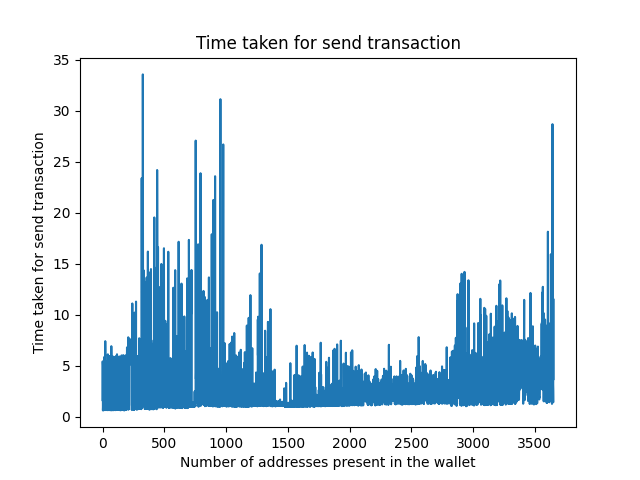 Time taken for send transaction
35
30
25
20
15
10
5
0
Time taken for send transaction
0 500 1000 1500 2000 2500 3000 3500
Number of addresses present in the wallet